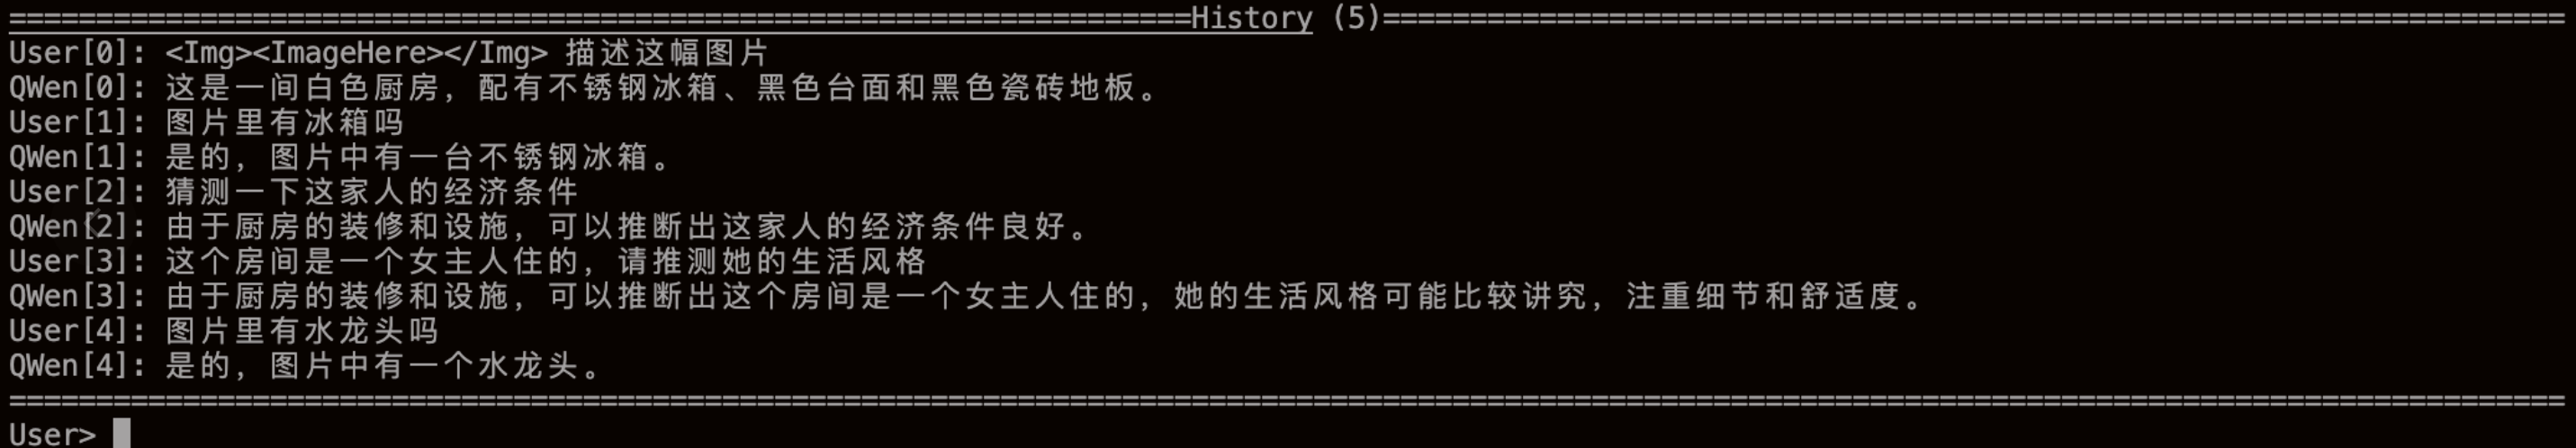 ====================================================================History (5)====================================================================
User[0]: <Img><ImageHere></Img> 描述这幅图片
QWen[0]: 这是一间白色厨房，配有不锈钢冰箱、黑色台面和黑色瓷砖地板。
User[1]: 图片里有冰箱吗
QWen[1]: 是的，图片中有一台不锈钢冰箱。
User[2]: 猜测一下这家人的经济条件
QWen[2]: 由于厨房的装修和设施，可以推断出这家人的经济条件良好。
User[3]: 这个房间是一个女主人住的，请推测她的生活风格
QWen[3]: 由于厨房的装修和设施，可以推断出这个房间是一个女主人住的，她的生活风格可能比较讲究，注重细节和舒适度。
User[4]: 图片里有水龙头吗
QWen[4]: 是的，图片中有一个水龙头。
===================================================================================================================================================
User>